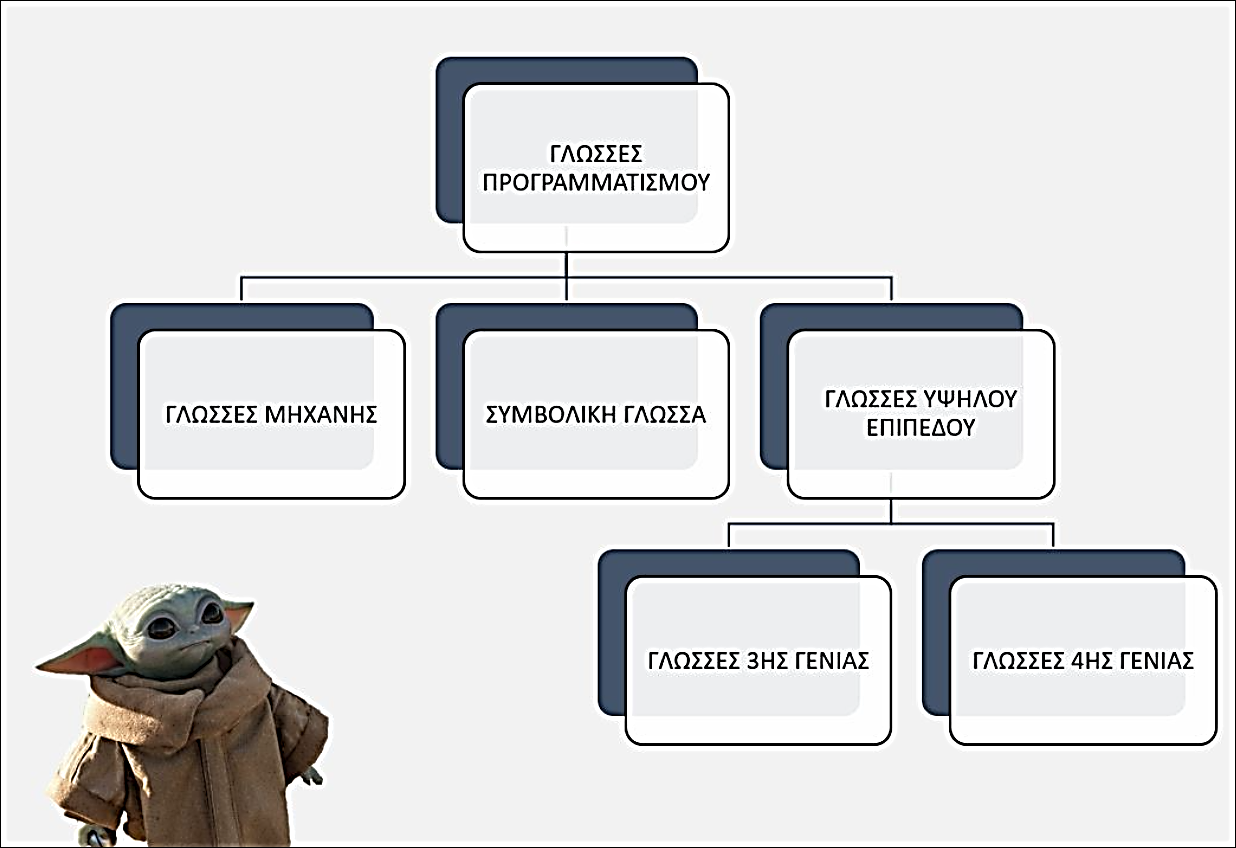 ΓΛΩΣΣΕΣ
ΠΡΟΓΡΑΜΜΑΤΙΣΜΟΥ
ΓΛΩΣΣΕΣ ΜΗΧΑΝΗΣ
ΣΥΜΒΟΛΙΚΗ ΓΛΩΣΣΑ
ΓΛΩΣΣΕΣ ΥΨΗΛΟΥ
ΕΠΙΠΕΔΟΥ
ΓΛΩΣΣΕΣ 3ΗΣ ΓΕΝΙΑΣ
ΓΛΩΣΣΕΣ 4ΗΣ ΓΕΝΙΑΣ